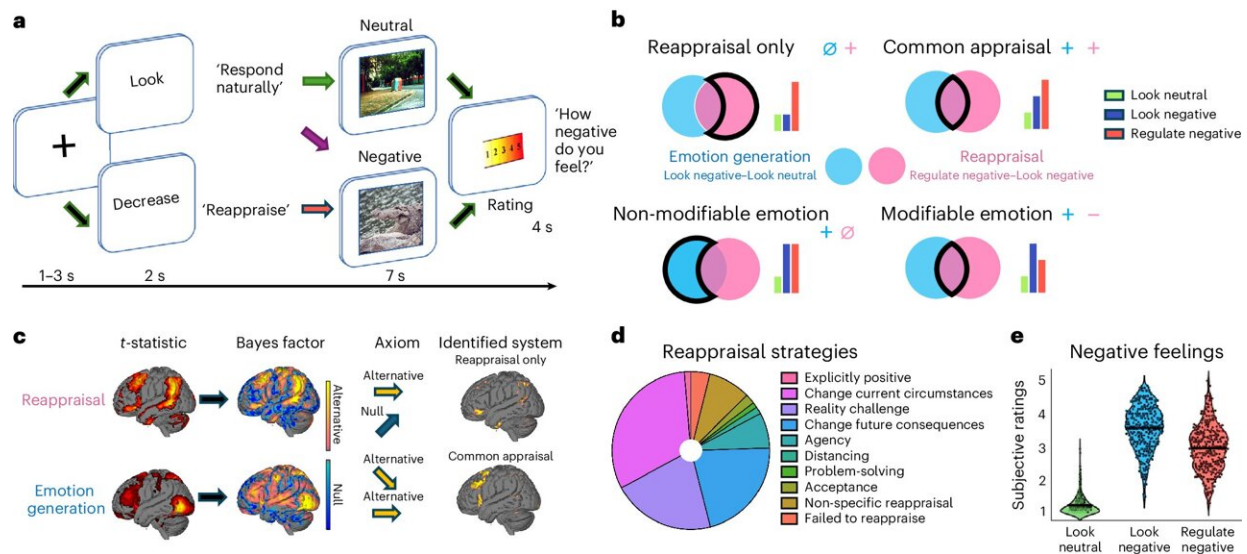 a
Neutral
Look
'Respond
naturally'
+
'How
negative
do you
feel?'
1 2 3 4 5
Negative
Decrease
'Reappraise'
Rating
4 s
1–3 s
2 s
7 s
b
Reappraisal only
∅ +
Common appraisal + +
Look neutral
Look negative
Regulate negative
Emotion generation
Look negative–Look neutral
Reappraisal
Regulate negative–Look negative
Non-modifiable emotion
+ ∅
Modifiable emotion + −
c
t-statistic
Bayes factor
Axiom
Identified system
Reappraisal only
Reappraisal
Alternative
Alternative
Null
Common appraisal
Emotion
generation
Null
Alternative
Alternative
d
Reappraisal strategies
Explicitly positive
Change current circumstances
Reality challenge
Change future consequences
Agency
Distancing
Problem-solving
Acceptance
Non-specific reappraisal
Failed to reappraise
e
Negative feelings
Subjective ratings
5
4
3
2
1
Look
neutral
Look
negative
Regulate
negative